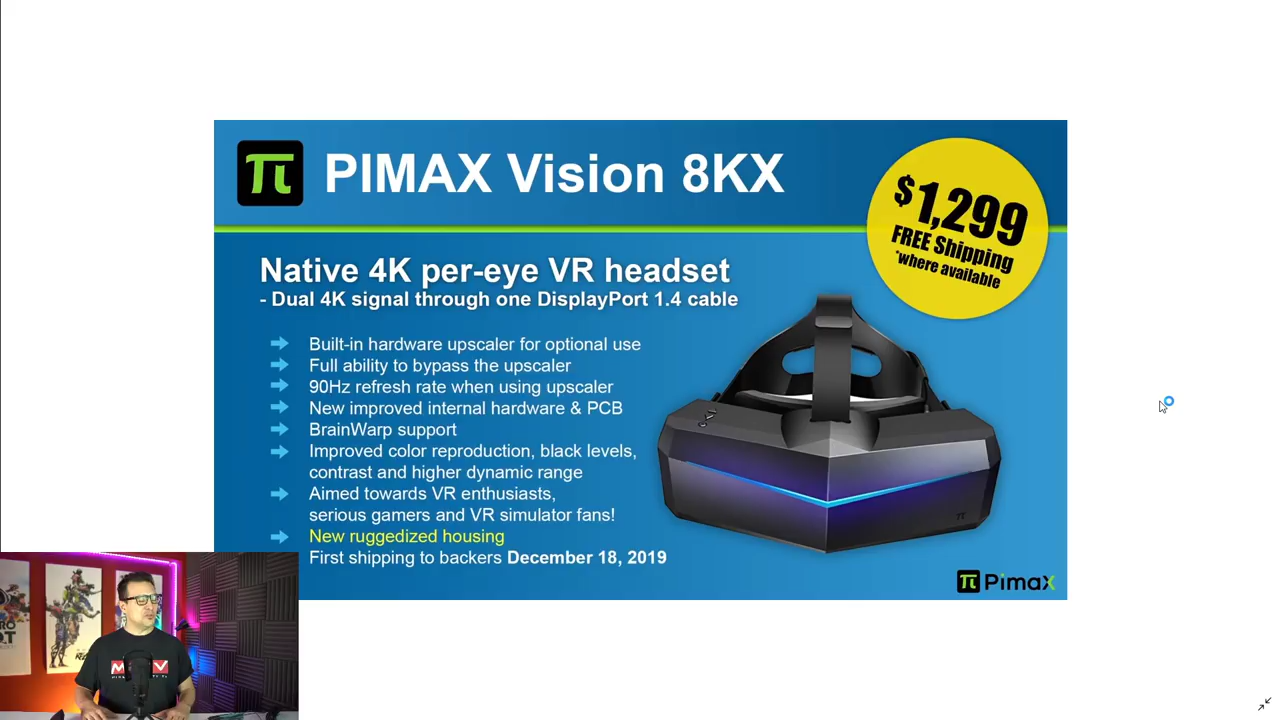 π PIMAX Vision 8KX
$1,299
FREE Shipping
*where available
Native 4K per-eye VR headset
- Dual 4K signal through one DisplayPort 1.4 cable
Built-in hardware upscaler for optional use
Full ability to bypass the upscaler
90Hz refresh rate when using upscaler
New improved internal hardware & PCB
BrainWarp support
Improved color reproduction, black levels,
contrast and higher dynamic range
Aimed towards VR enthusiasts,
serious gamers and VR simulator fans!
New ruggedized housing
First shipping to backers December 18, 2019
π Pimax